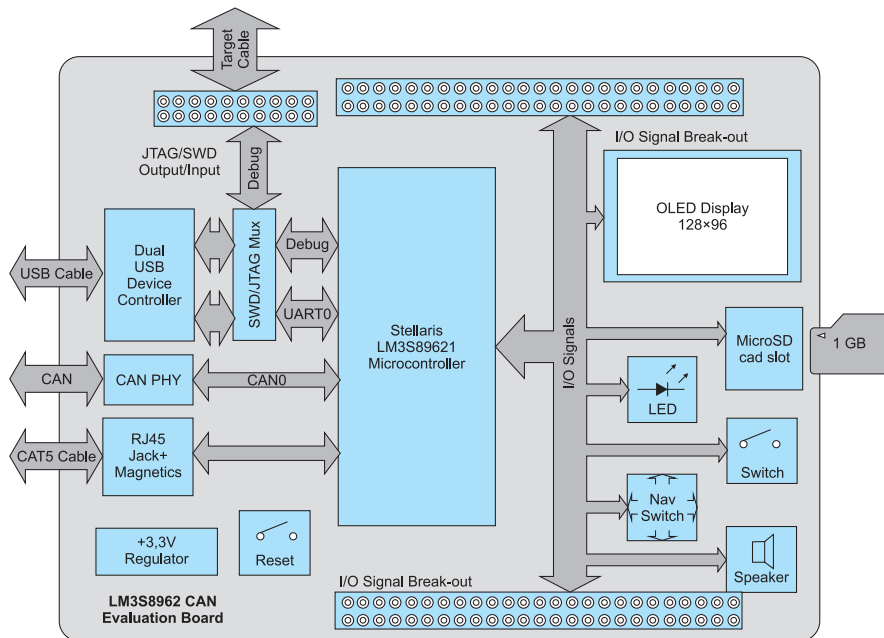 Target
Cable
JTAG/SWD
Output/Input
Debug
I/O Signal Break-out
OLED Display
128×96
Dual
USB
Device
Controller
SWD/JTAG Mux
Debug
UART0
USB Cable
Stellaris
LM3S89621
Microcontroller
I/O Signals
MicroSD
cad slot
1 GB
CAN
CAN PHY
CAN0
LED
CAT5 Cable
RJ45
Jack+
Magnetics
Switch
Nav
Switch
+3,3V
Regulator
Reset
Speaker
I/O Signal Break-out
LM3S8962 CAN
Evaluation Board